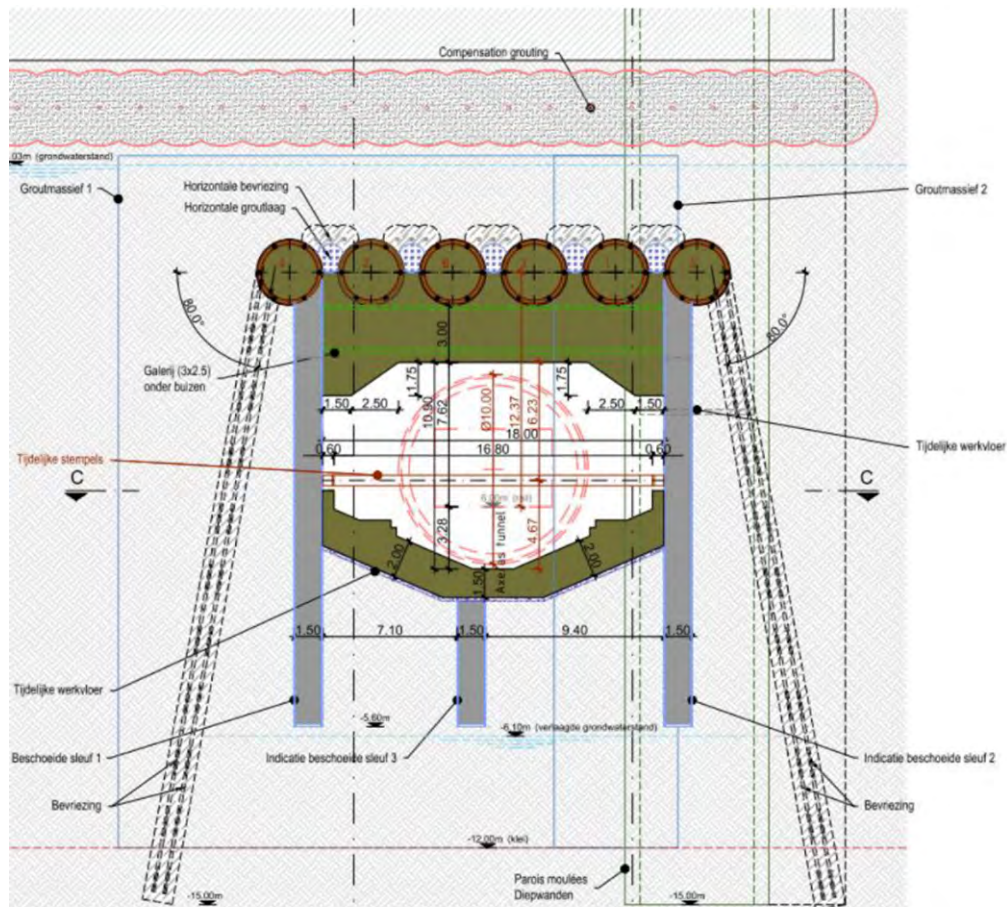 Compensation grouting
.03m (grondwaterstand)
Groutmassief 1
Horizontale bevriezing
Horizontale groutlaag
Groutmassief 2
80.0°
80.0°
3.00
Galerij (3x2.5)
onder buizen
1.75
1.75
1.50
2.50
10.90
7.62
Ø10.00
12.37
6.23
2.50
1.50
18.00
0.60
16.80
0.60
Tijdelijke werkvloer
Tijdelijke stempels
C
C
3.28
Axe as tunnel
4.67
2.00
2.00
1.50
1.50
7.10
1.50
9.40
1.50
Tijdelijke werkvloer
-5.60m
-6.10m (verlaagde grondwaterstand)
Beschoeide sleuf 1
Indicatie beschoeide sleuf 3
Indicatie beschoeide sleuf 2
Bevriezing
Bevriezing
-12.00m (klei)
Parois moulées
Diepwanden
-15.00m
-15.00m